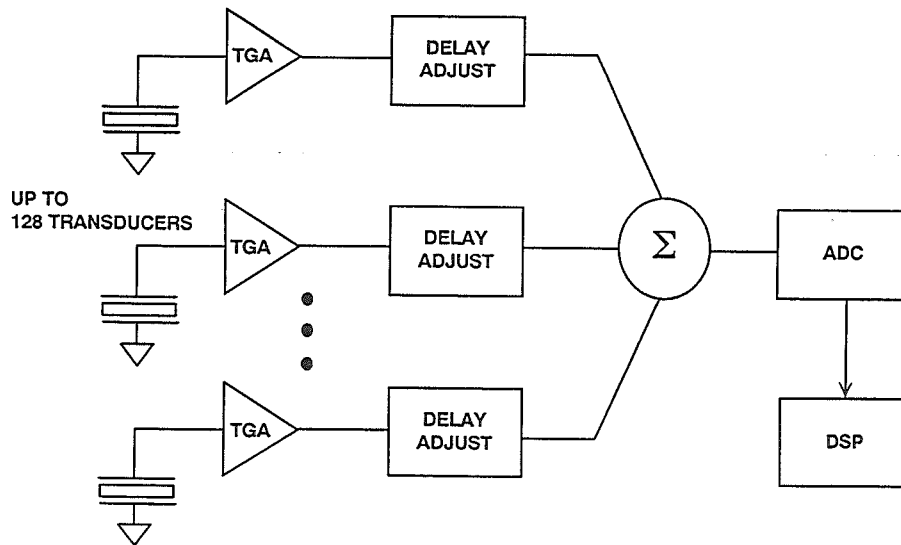 TGA
DELAY
ADJUST
UP TO
128 TRANSDUCERS
TGA
DELAY
ADJUST
Σ
ADC
TGA
DELAY
ADJUST
DSP